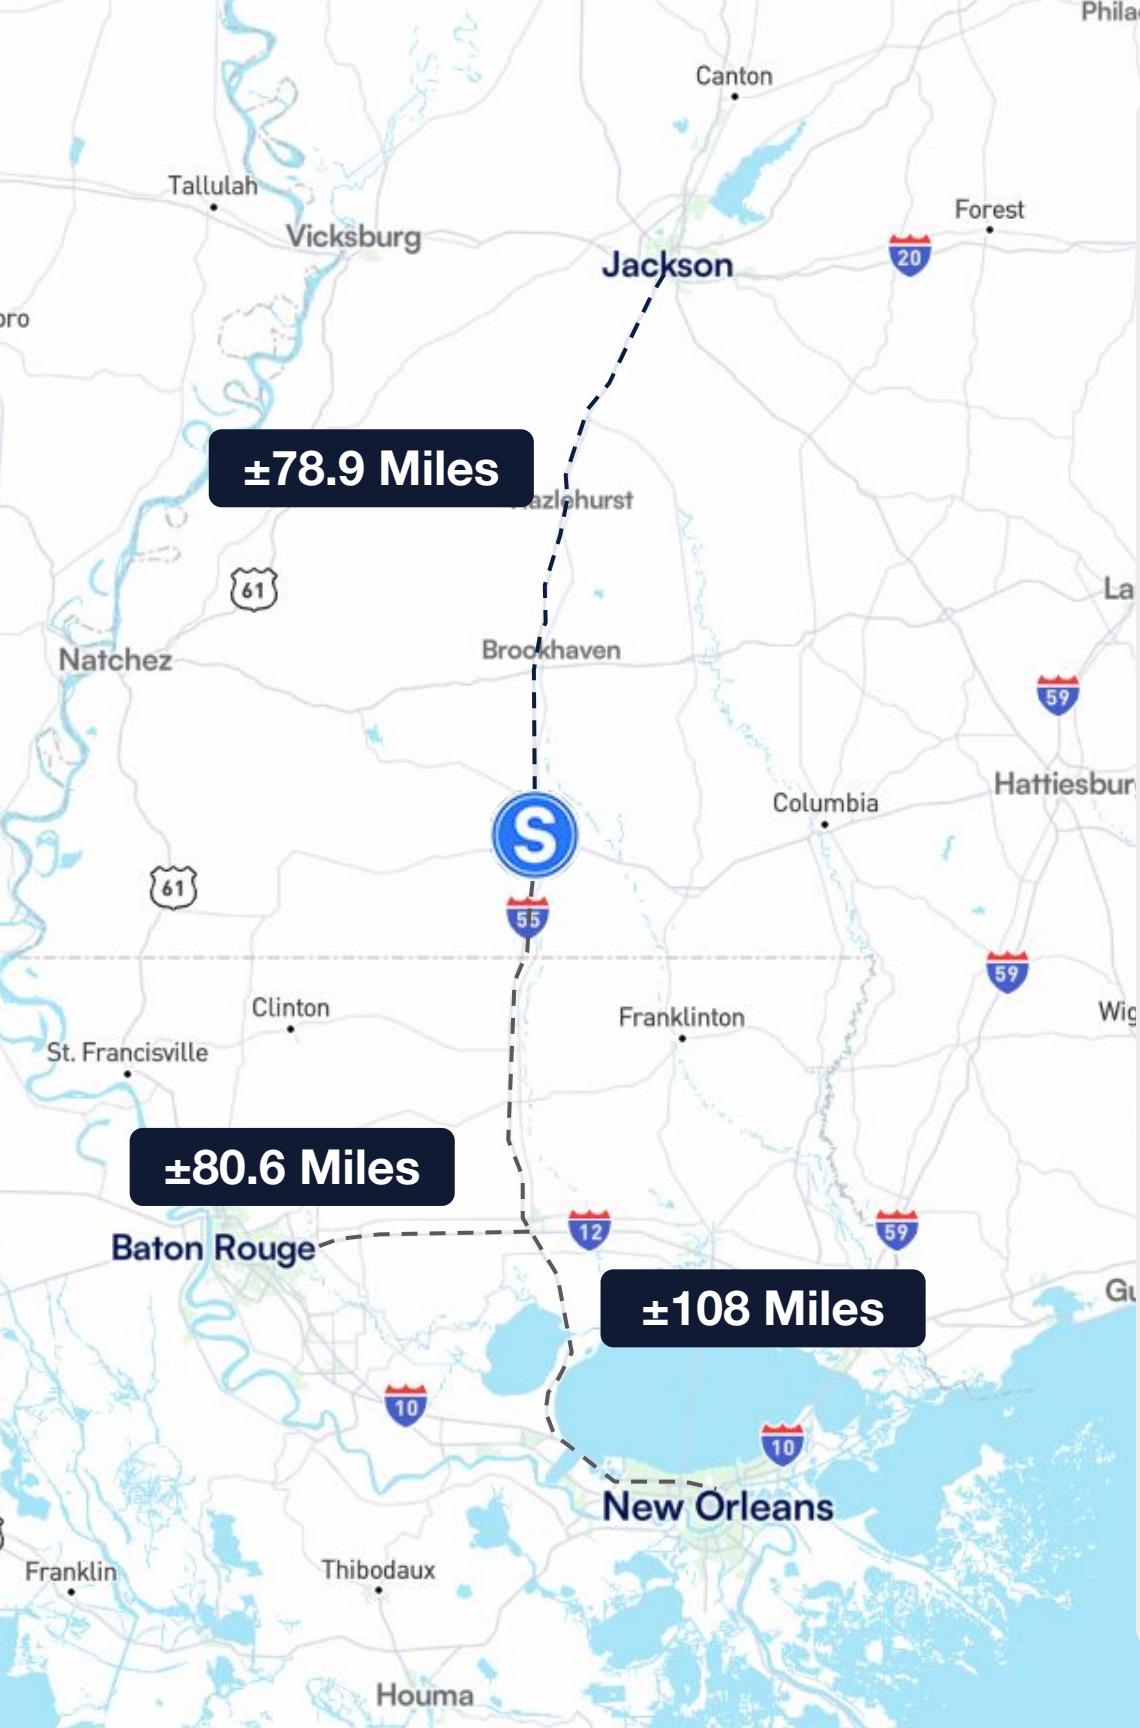 Phila
Canton
Tallulah
Vicksburg
Forest
Jackson
20
oro
±78.9 Miles
azlehurst
61
La
Natchez
Brookhaven
59
Hattiesbur
Columbia
S
61
55
59
Clinton
Franklinton
Wig
St. Francisville
±80.6 Miles
12
59
Baton Rouge
±108 Miles
Gu
10
10
New Orleans
Franklin
Thibodaux
Houma